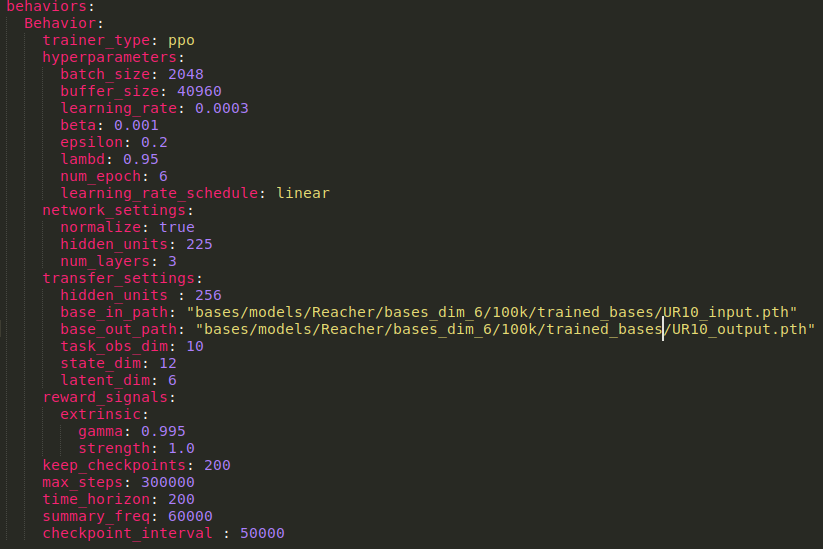 behaviors:
  Behavior:
    trainer_type: ppo
    hyperparameters:
      batch_size: 2048
      buffer_size: 40960
      learning_rate: 0.0003
      beta: 0.001
      epsilon: 0.2
      lambd: 0.95
      num_epoch: 6
      learning_rate_schedule: linear
    network_settings:
      normalize: true
      hidden_units: 225
      num_layers: 3
    transfer_settings:
      hidden_units : 256
      base_in_path: "bases/models/Reacher/bases_dim_6/100k/trained_bases/UR10_input.pth"
      base_out_path: "bases/models/Reacher/bases_dim_6/100k/trained_bases/UR10_output.pth"
      task_obs_dim: 10
      state_dim: 12
      latent_dim: 6
    reward_signals:
      extrinsic:
        gamma: 0.995
        strength: 1.0
    keep_checkpoints: 200
    max_steps: 300000
    time_horizon: 200
    summary_freq: 60000
    checkpoint_interval : 50000